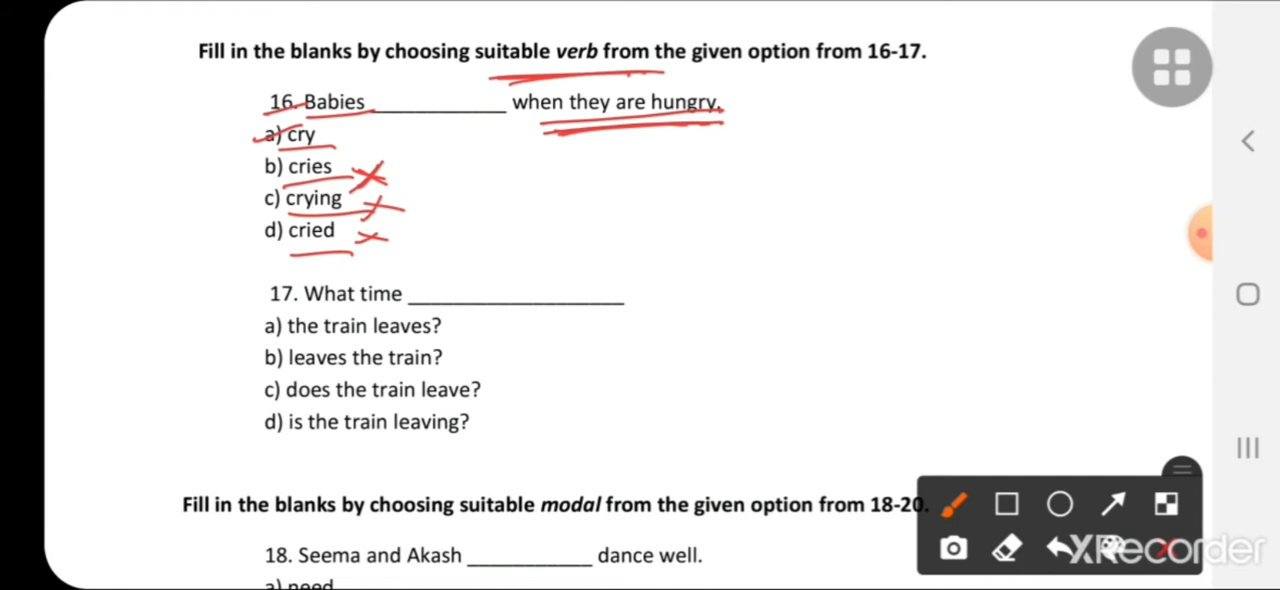 Fill in the blanks by choosing suitable verb from the given option from 16-17.
16. Babies ____________ when they are hungry.
a) cry
b) cries
c) crying
d) cried
17. What time ____________________
a) the train leaves?
b) leaves the train?
c) does the train leave?
d) is the train leaving?
Fill in the blanks by choosing suitable modal from the given option from 18-20.
18. Seema and Akash ____________ dance well.
a) need
XRecorder